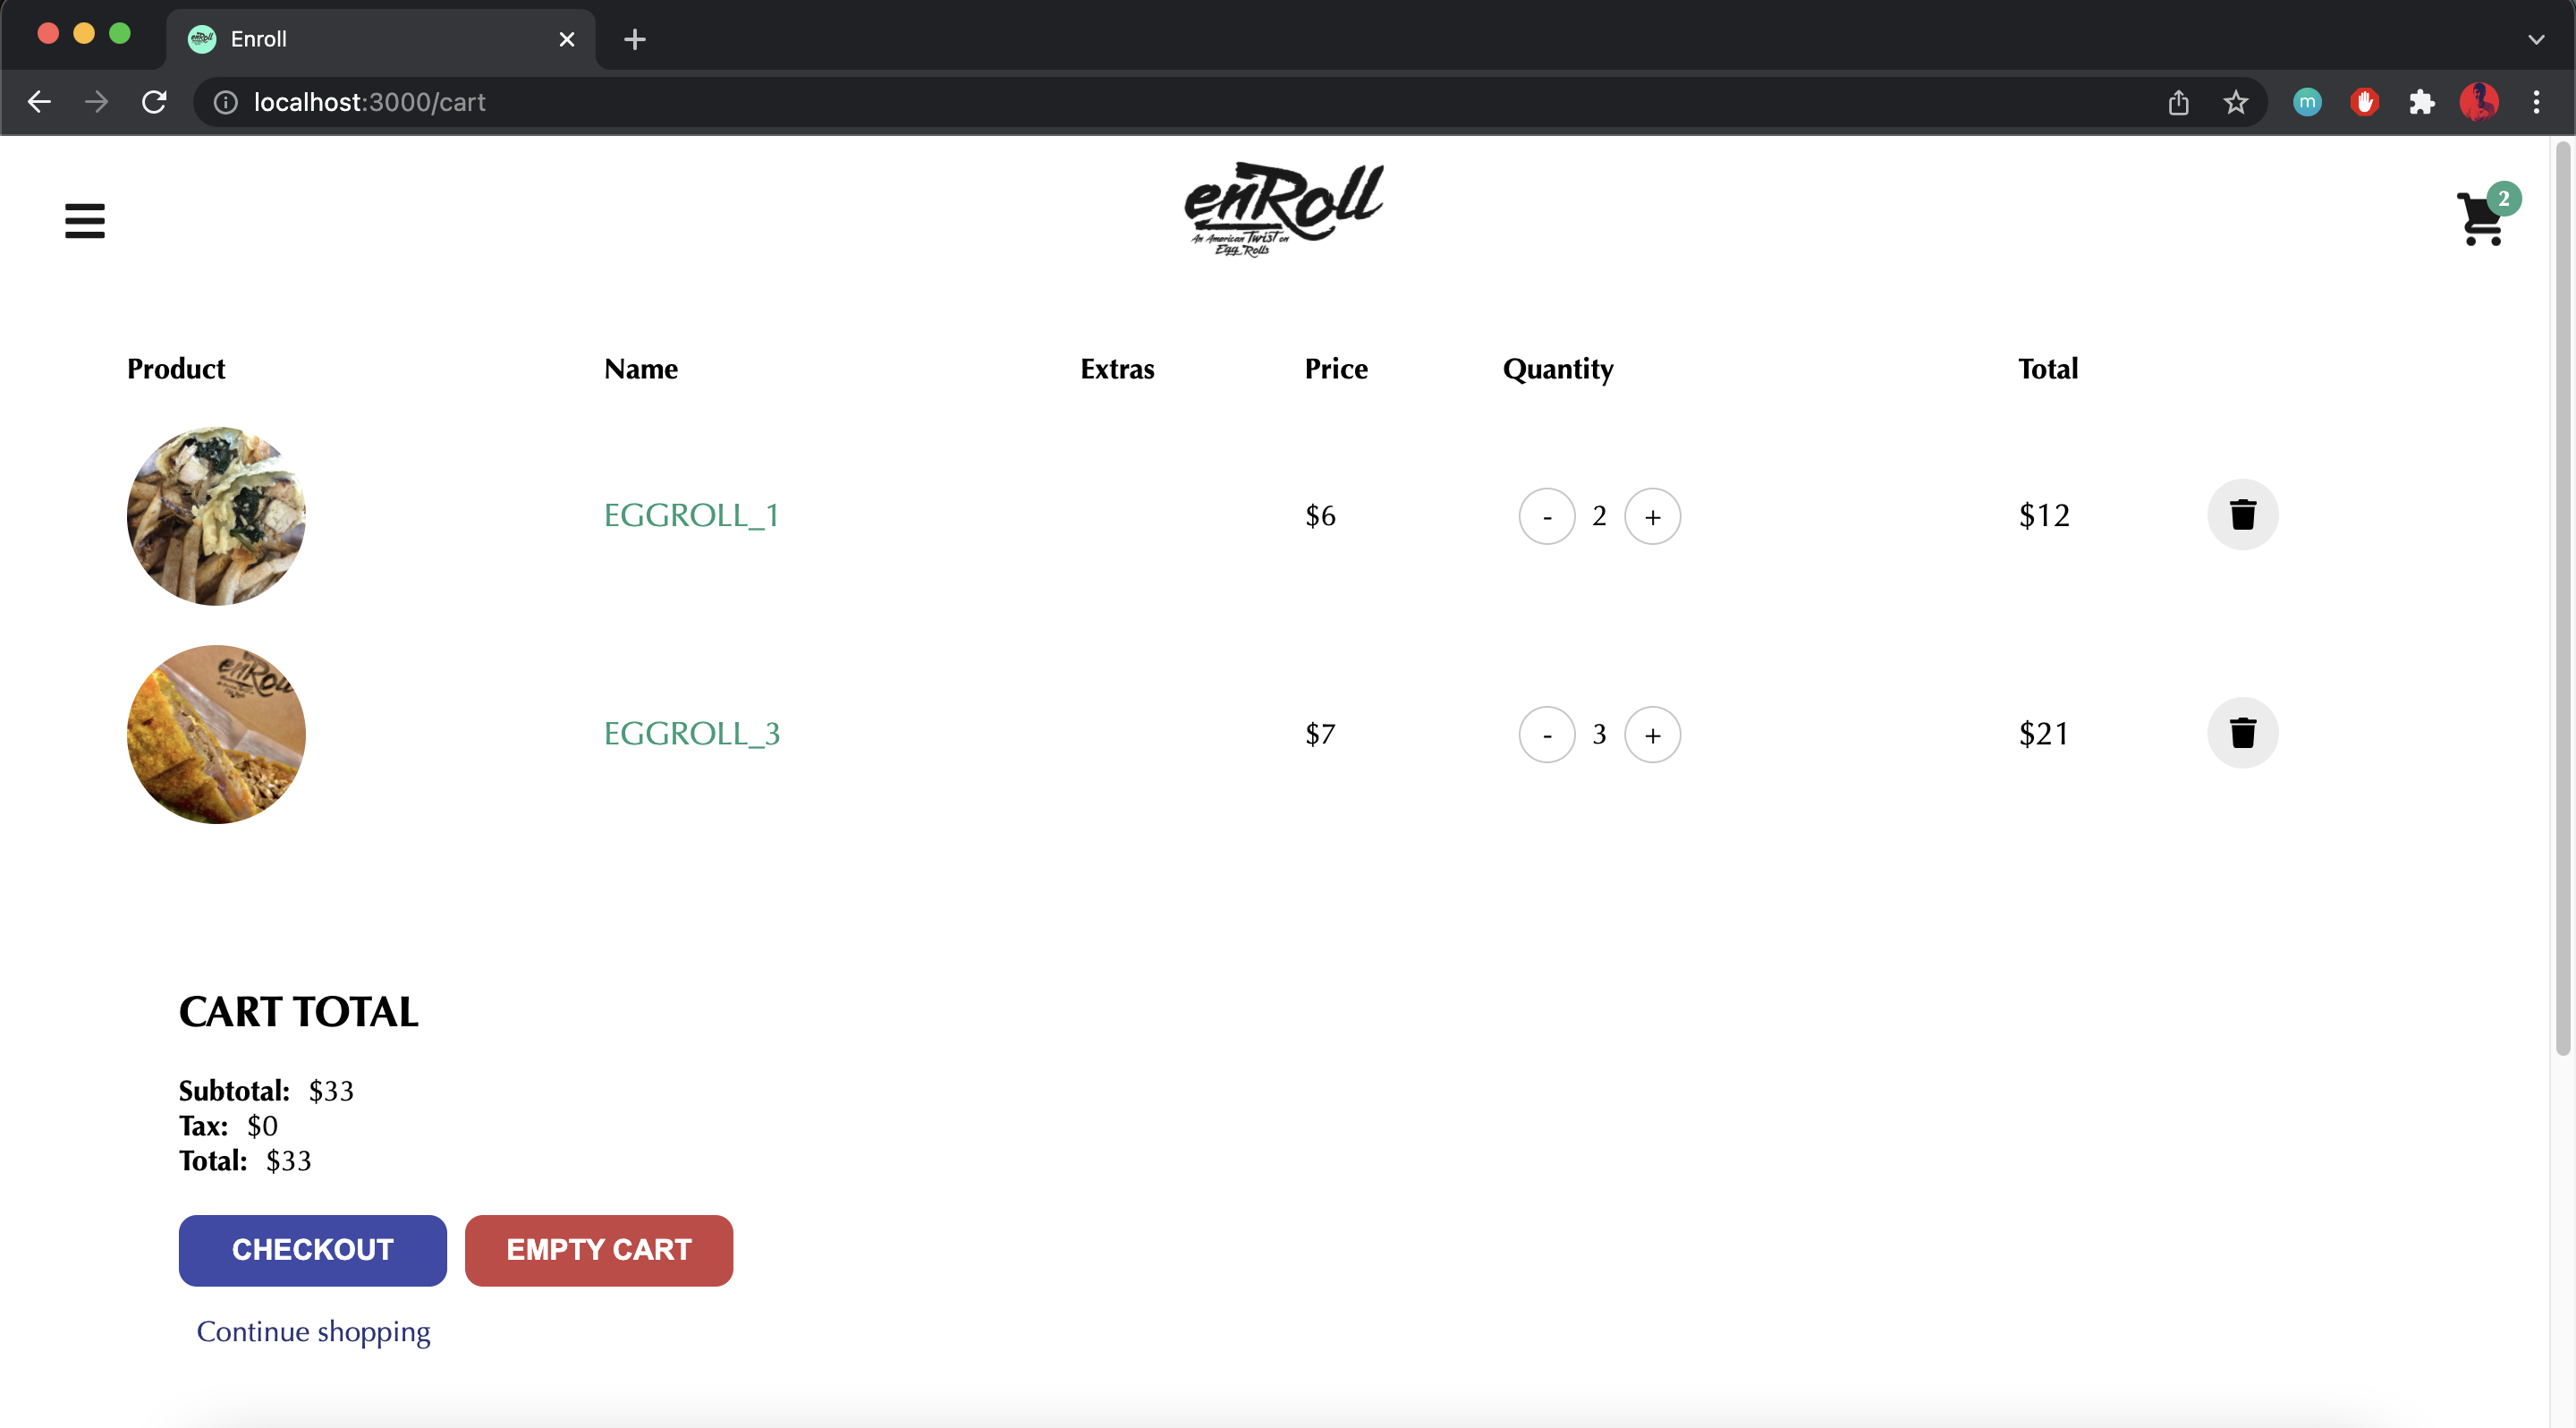 Enroll
localhost:3000/cart
m
enRoll
An American Twist on
Egg Rolls
2
Product Name Extras Price Quantity Total
EGGROLL_1 $6 - 2 + $12
enRoll
EGGROLL_3 $7 - 3 + $21
CART TOTAL
Subtotal: $33
Tax: $0
Total: $33
CHECKOUT EMPTY CART
Continue shopping